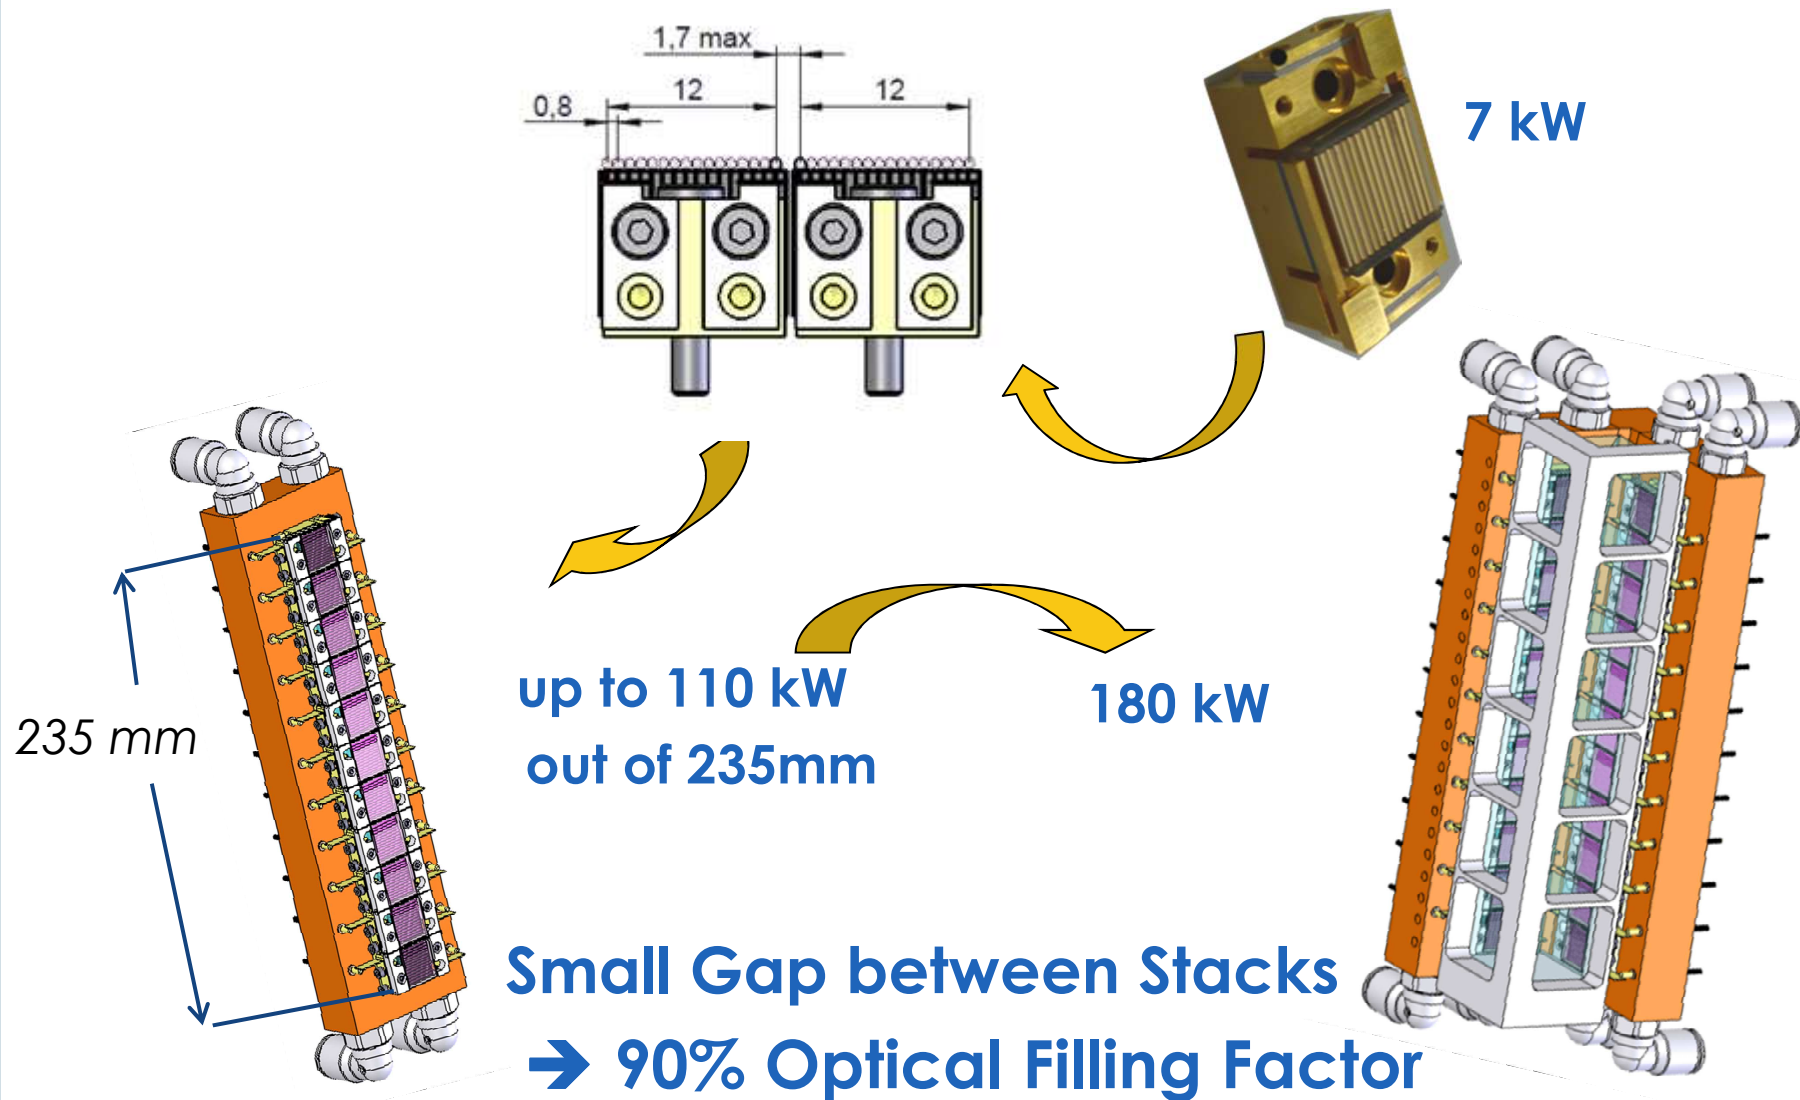 1,7 max
12
12
0,8
7 kW
up to 110 kW
180 kW
out of 235mm
235 mm
Small Gap between Stacks
➔ 90% Optical Filling Factor